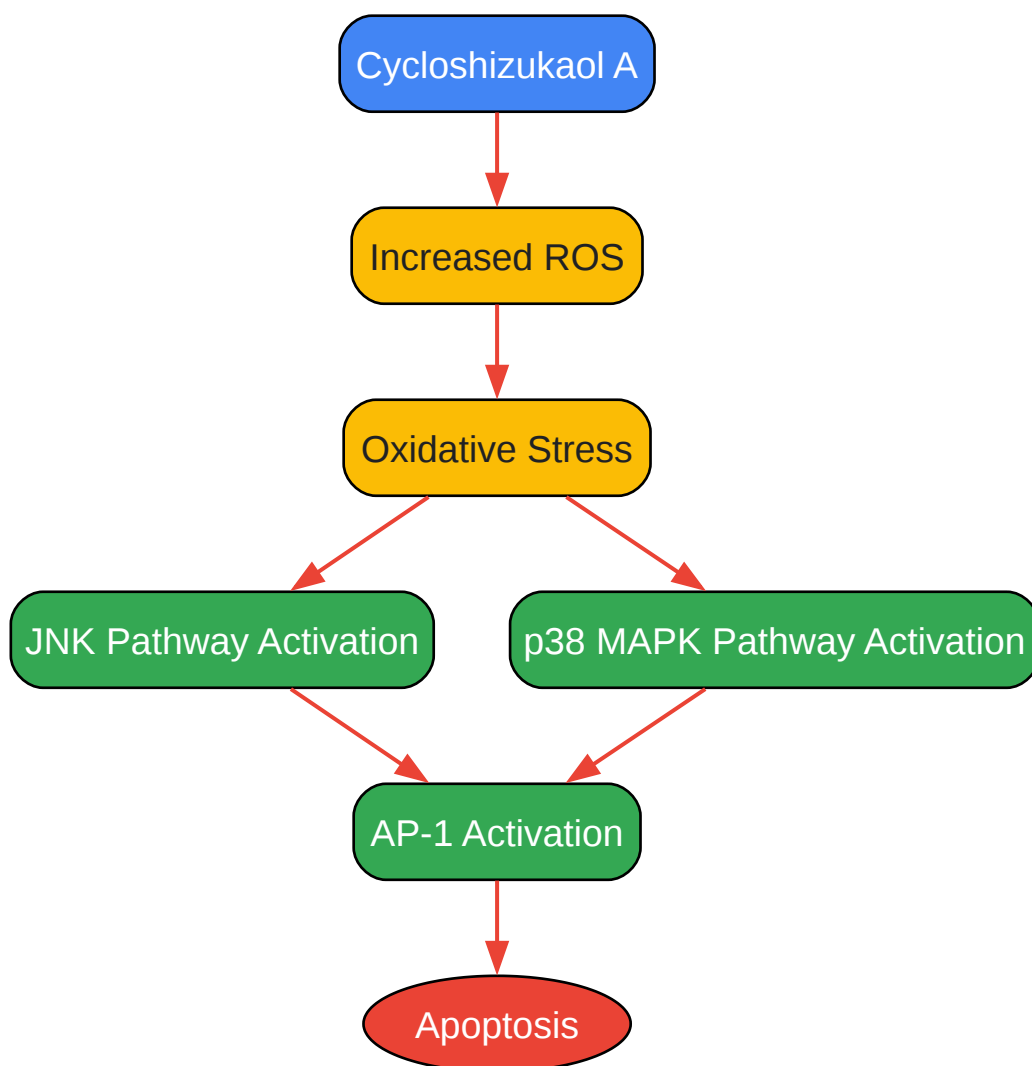 Cycloshizukaol A
Increased ROS
Oxidative Stress
JNK Pathway Activation
p38 MAPK Pathway Activation
AP-1 Activation
Apoptosis